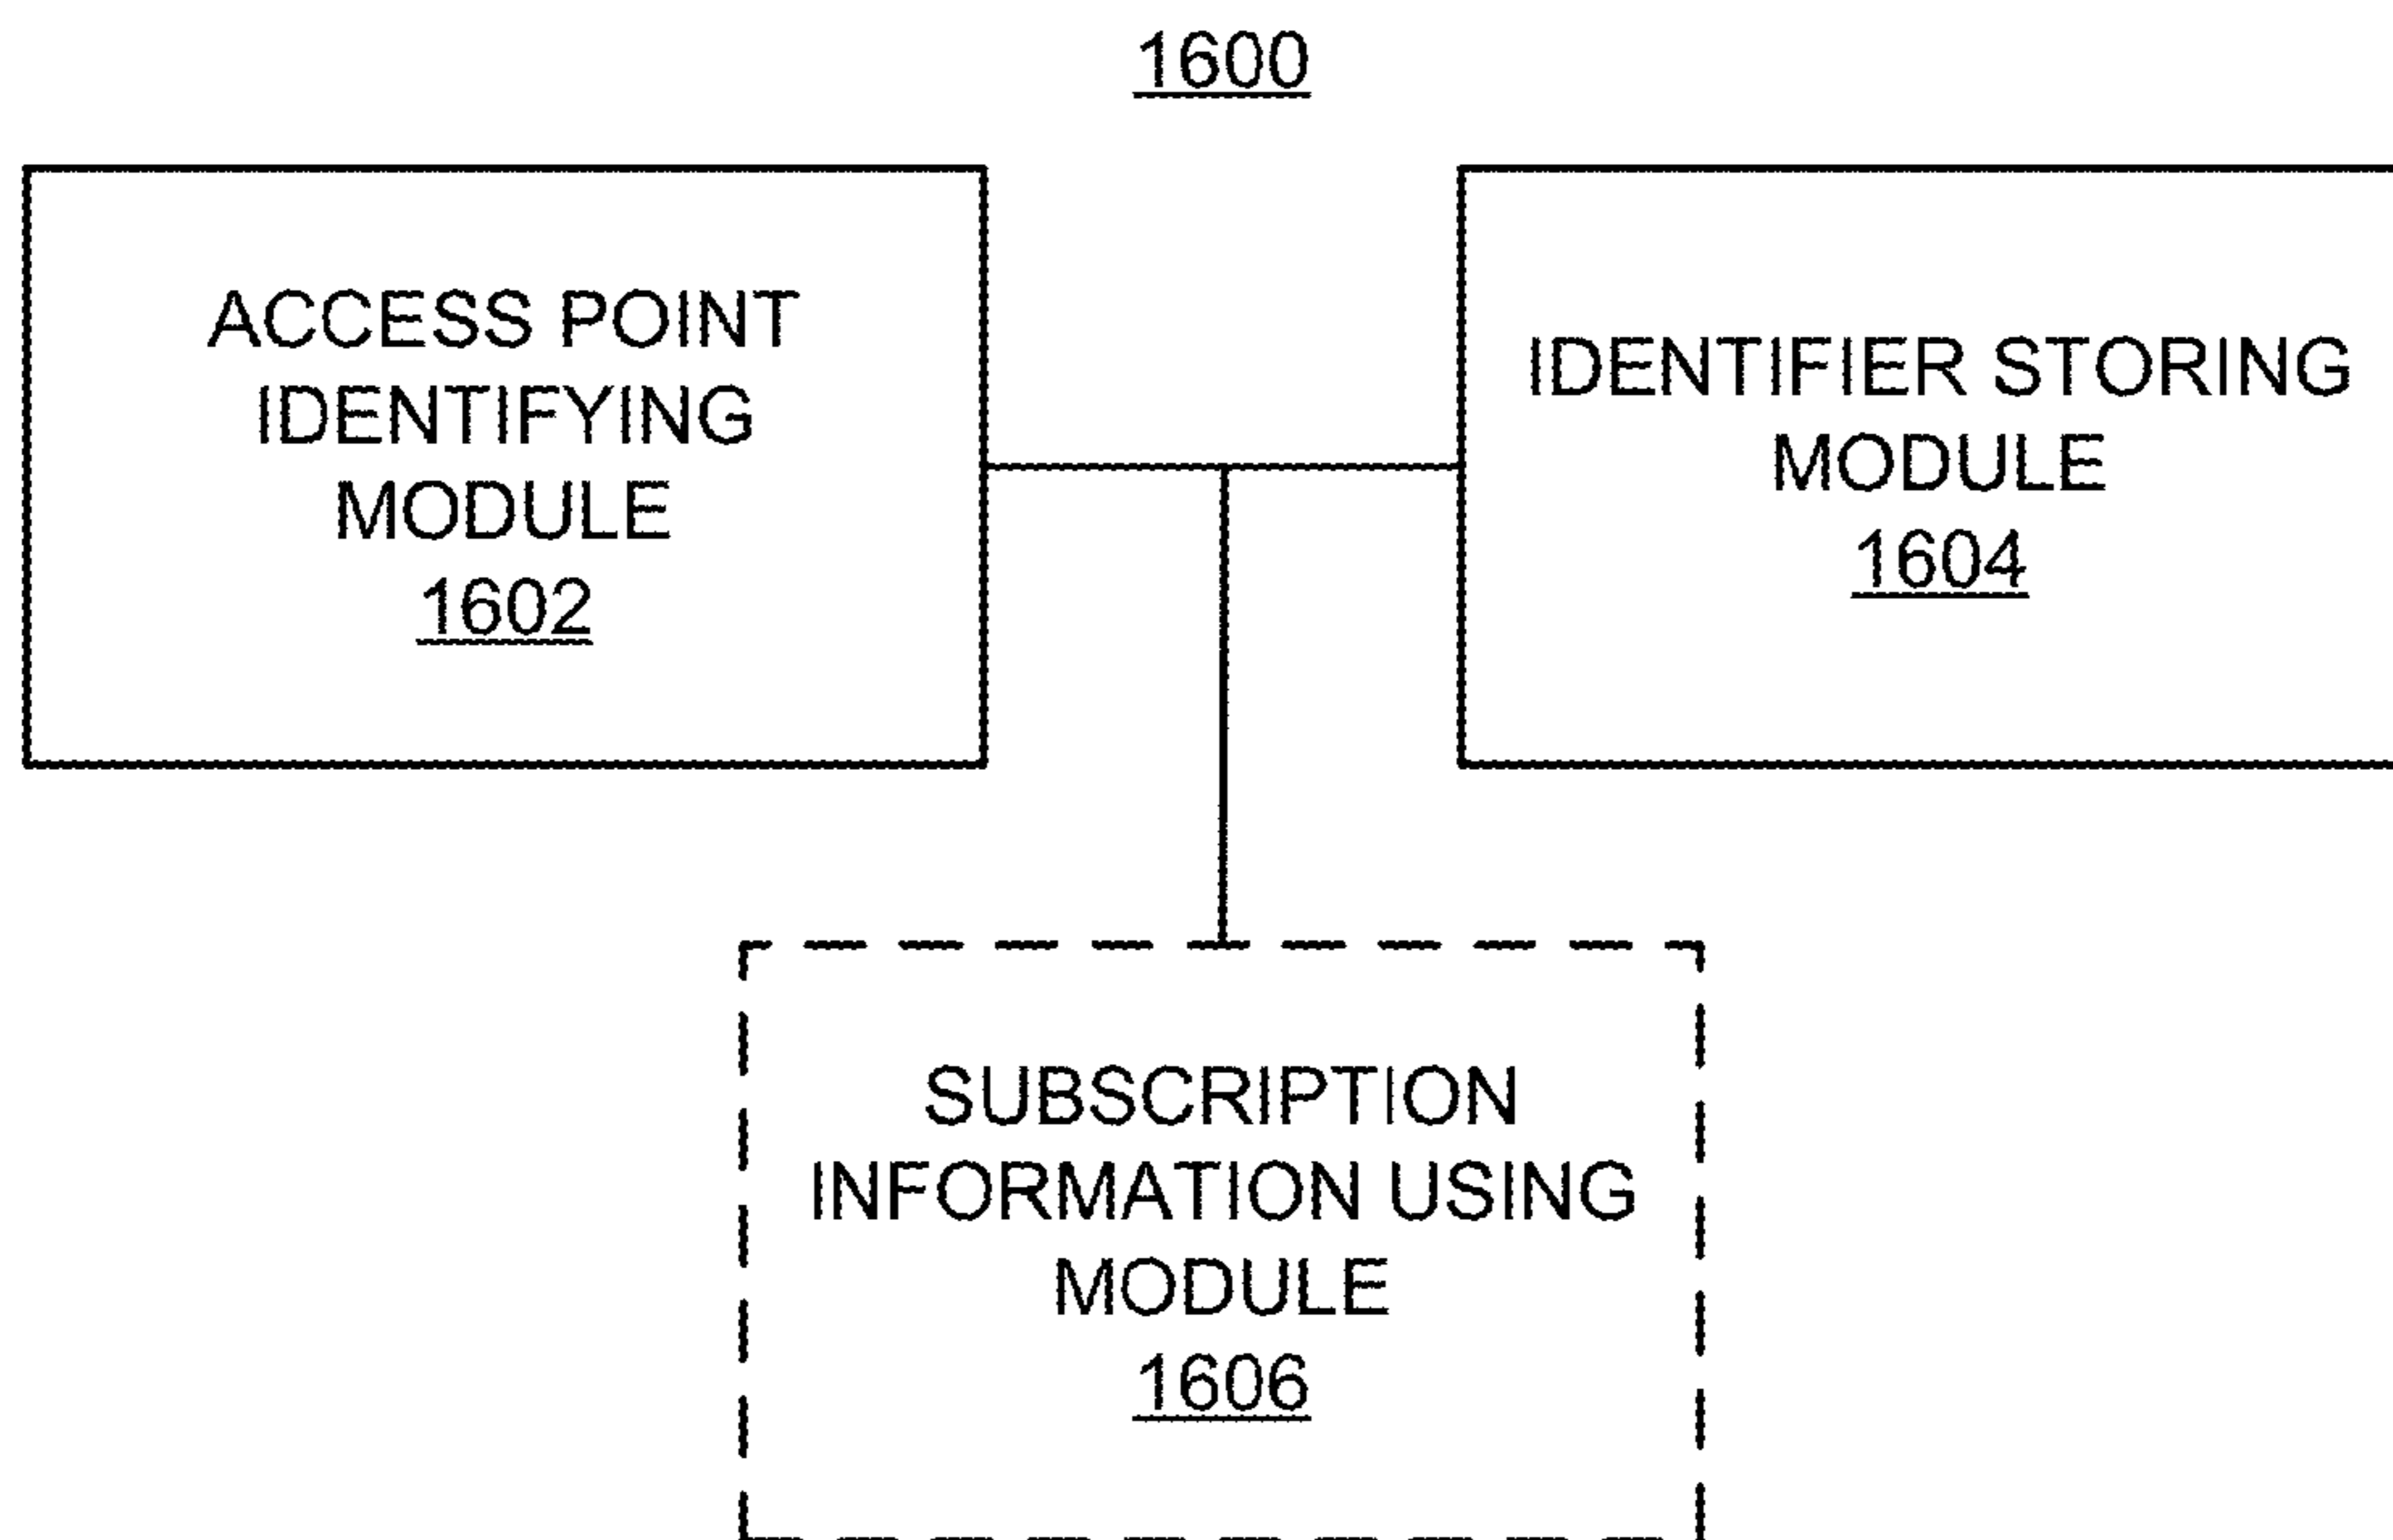 1600
ACCESS POINT
IDENTIFYING
MODULE
1602
IDENTIFIER STORING
MODULE
1604
SUBSCRIPTION
INFORMATION USING
MODULE
1606